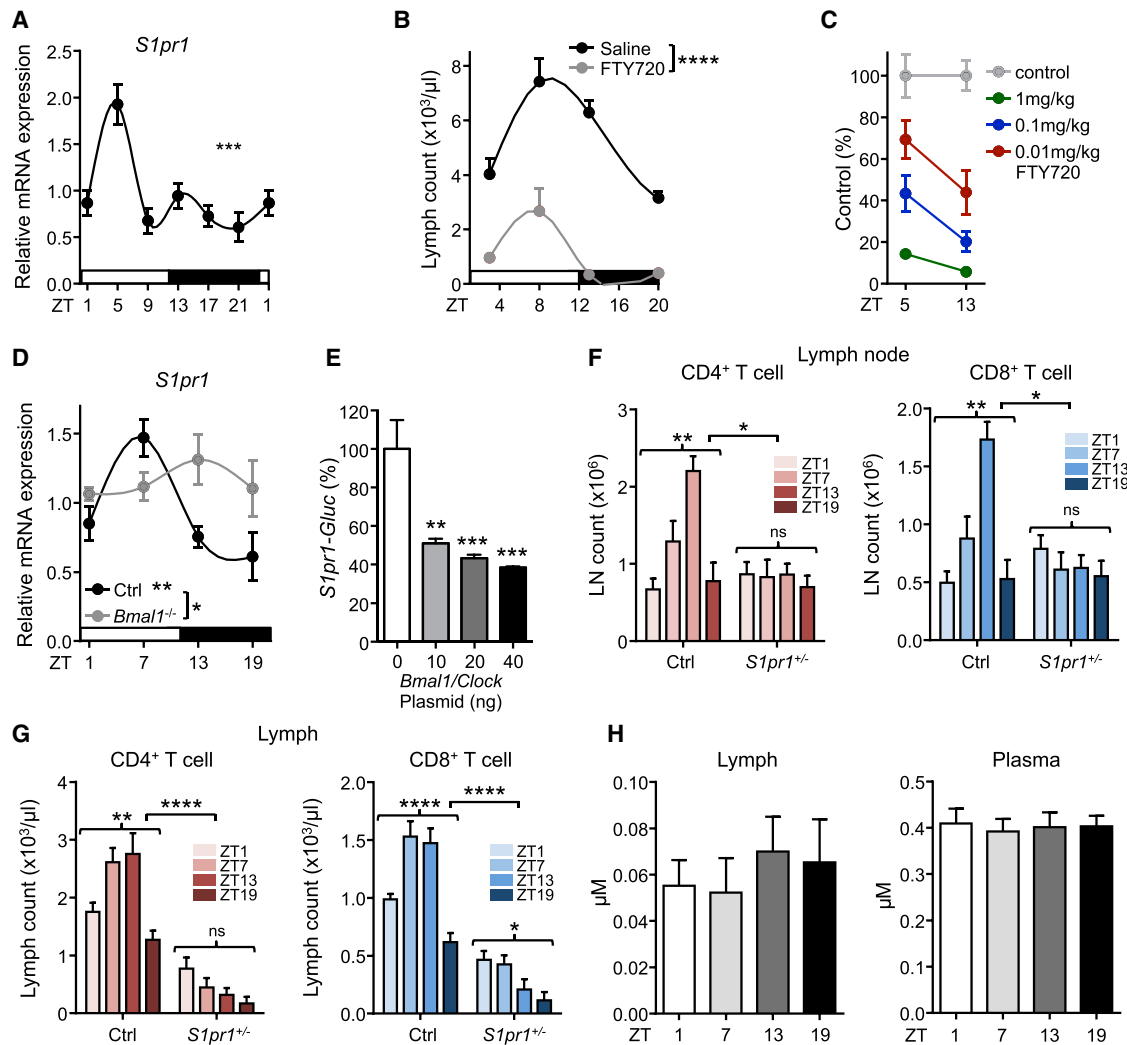 A
S1pr1
Relative mRNA expression
2.5
2.0
1.5
1.0
0.5
0.0
***
ZT 1 5 9 13 17 21 1
B
Saline
FTY720
****
Lymph count (x10³/µl)
8
6
4
2
0
ZT 4 8 12 16 20
C
Control (%)
100
80
60
40
20
0
control
1mg/kg
0.1mg/kg
0.01mg/kg
FTY720
ZT 5 13
D
S1pr1
Relative mRNA expression
1.5
1.0
0.5
0.0
Ctrl **
Bmal1-/-
*
ZT 1 7 13 19
E
S1pr1-Gluc (%)
120
100
80
60
40
20
0
** *** ***
0 10 20 40
Bmal1/Clock
Plasmid (ng)
F
Lymph node
CD4⁺ T cell
LN count (x10⁶)
3
2
1
0
**
*
ns
ZT1
ZT7
ZT13
ZT19
Ctrl S1pr1+/-
CD8⁺ T cell
LN count (x10⁶)
2.0
1.5
1.0
0.5
0.0
**
*
ns
ZT1
ZT7
ZT13
ZT19
Ctrl S1pr1+/-
G
Lymph
CD4⁺ T cell
Lymph count (x10³/µl)
4
3
2
1
0
**
****
ns
ZT1
ZT7
ZT13
ZT19
Ctrl S1pr1+/-
CD8⁺ T cell
Lymph count (x10³/µl)
2.0
1.5
1.0
0.5
0.0
****
****
*
ZT1
ZT7
ZT13
ZT19
Ctrl S1pr1+/-
H
Lymph
µM
0.10
0.08
0.06
0.04
0.02
0.00
ZT 1 7 13 19
Plasma
µM
0.5
0.4
0.3
0.2
0.1
0.0
ZT 1 7 13 19